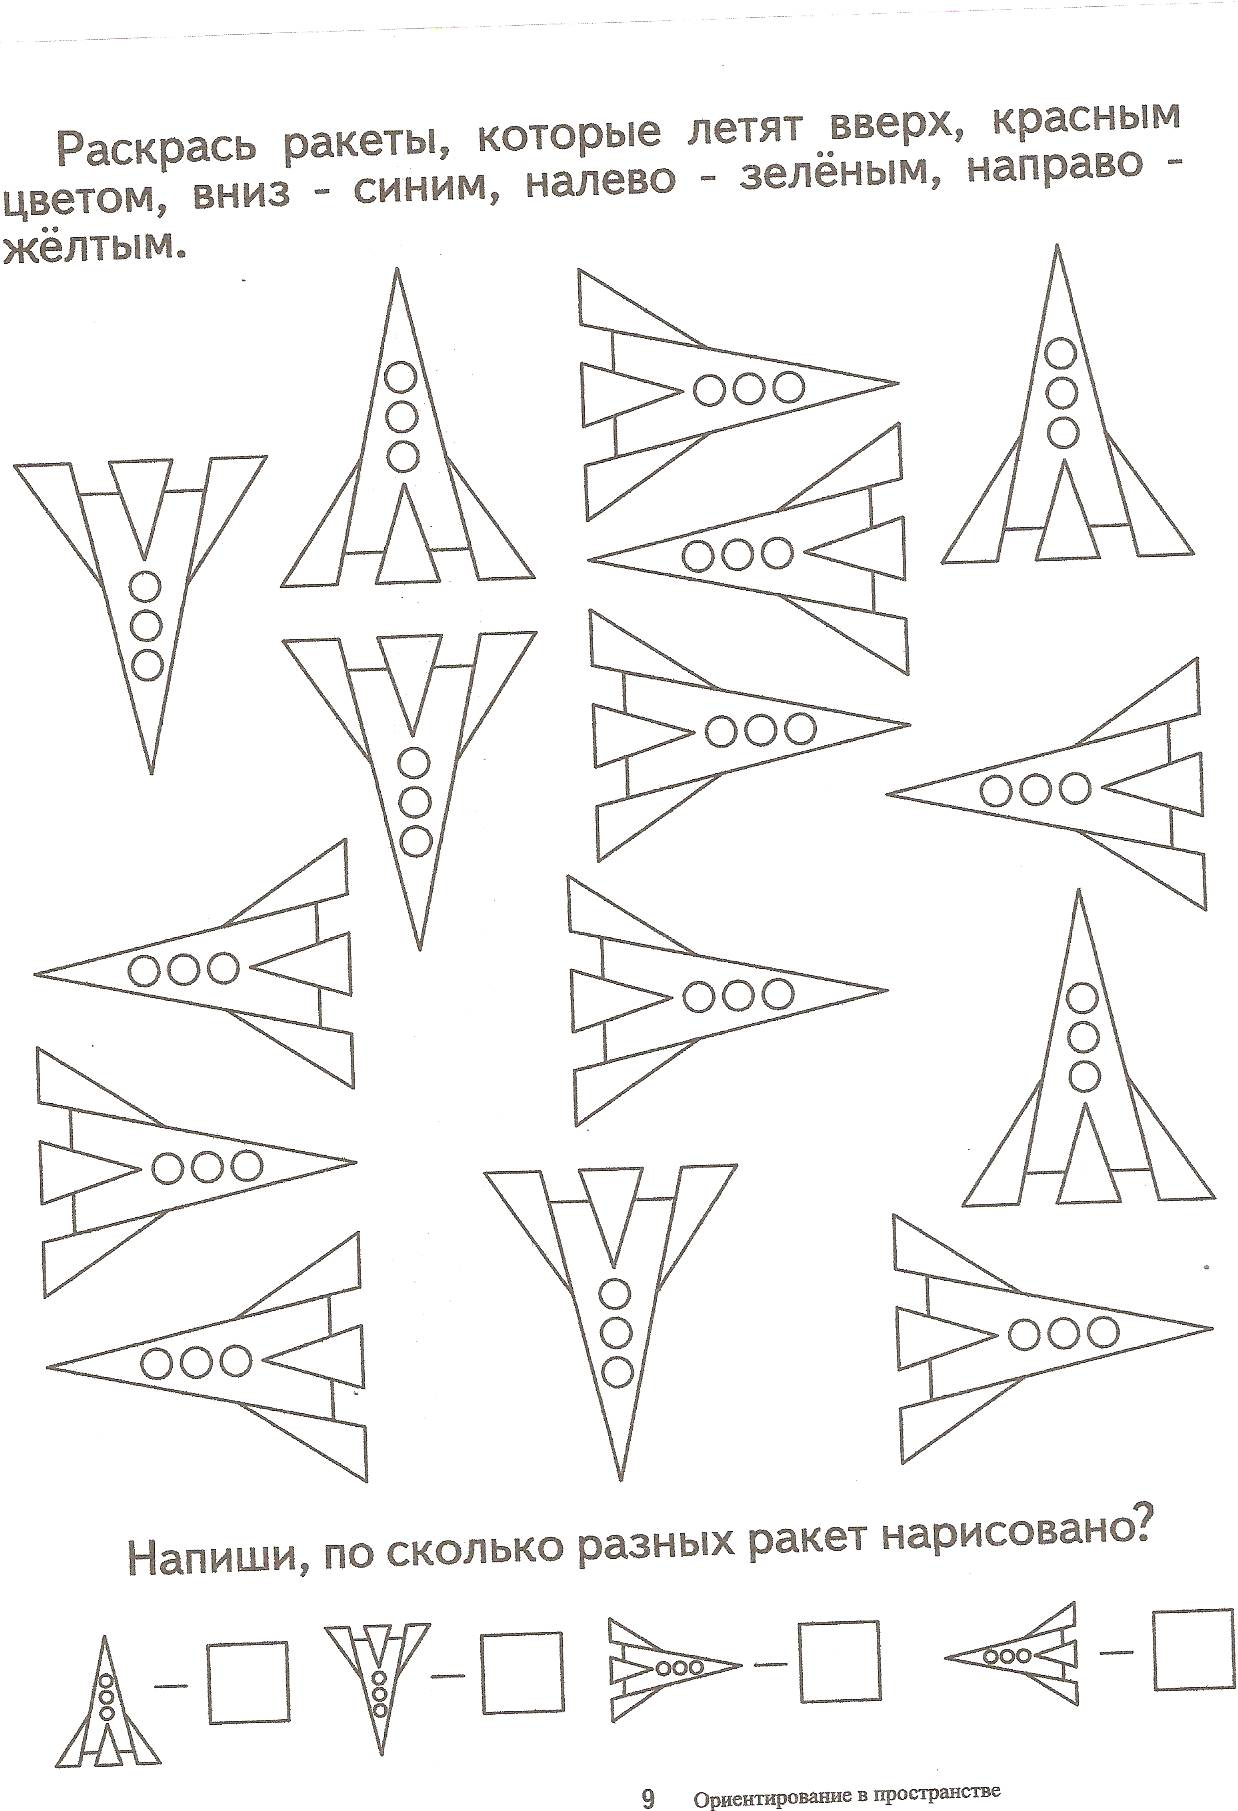 Раскрась ракеты, которые летят вверх, красным
цветом, вниз - синим, налево - зелёным, направо -
жёлтым.
Напиши, по сколько разных ракет нарисовано?
9 Ориентирование в пространстве